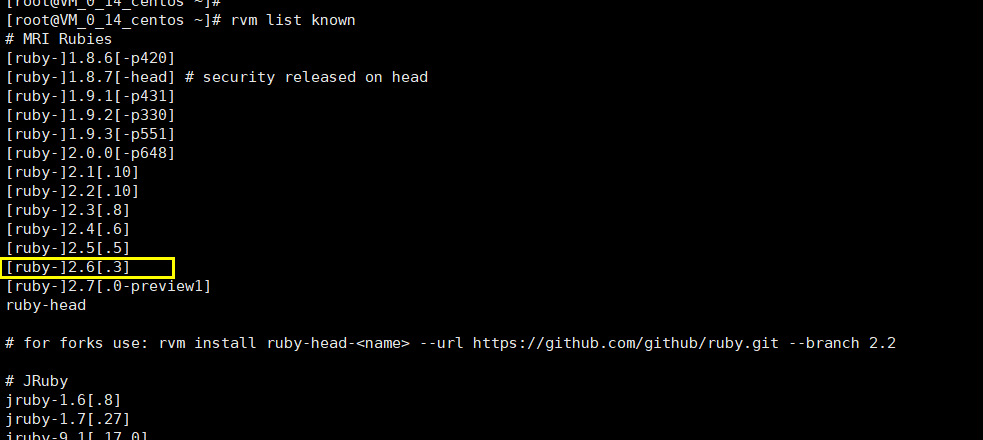 [root@VM_0_14_centos ~]#
[root@VM_0_14_centos ~]# rvm list known
# MRI Rubies
[ruby-]1.8.6[-p420]
[ruby-]1.8.7[-head] # security released on head
[ruby-]1.9.1[-p431]
[ruby-]1.9.2[-p330]
[ruby-]1.9.3[-p551]
[ruby-]2.0.0[-p648]
[ruby-]2.1[.10]
[ruby-]2.2[.10]
[ruby-]2.3[.8]
[ruby-]2.4[.6]
[ruby-]2.5[.5]
[ruby-]2.6[.3]
[ruby-]2.7[.0-preview1]
ruby-head
# for forks use: rvm install ruby-head-<name> --url https://github.com/github/ruby.git --branch 2.2
# JRuby
jruby-1.6[.8]
jruby-1.7[.27]
jruby-9.1[.17.0]